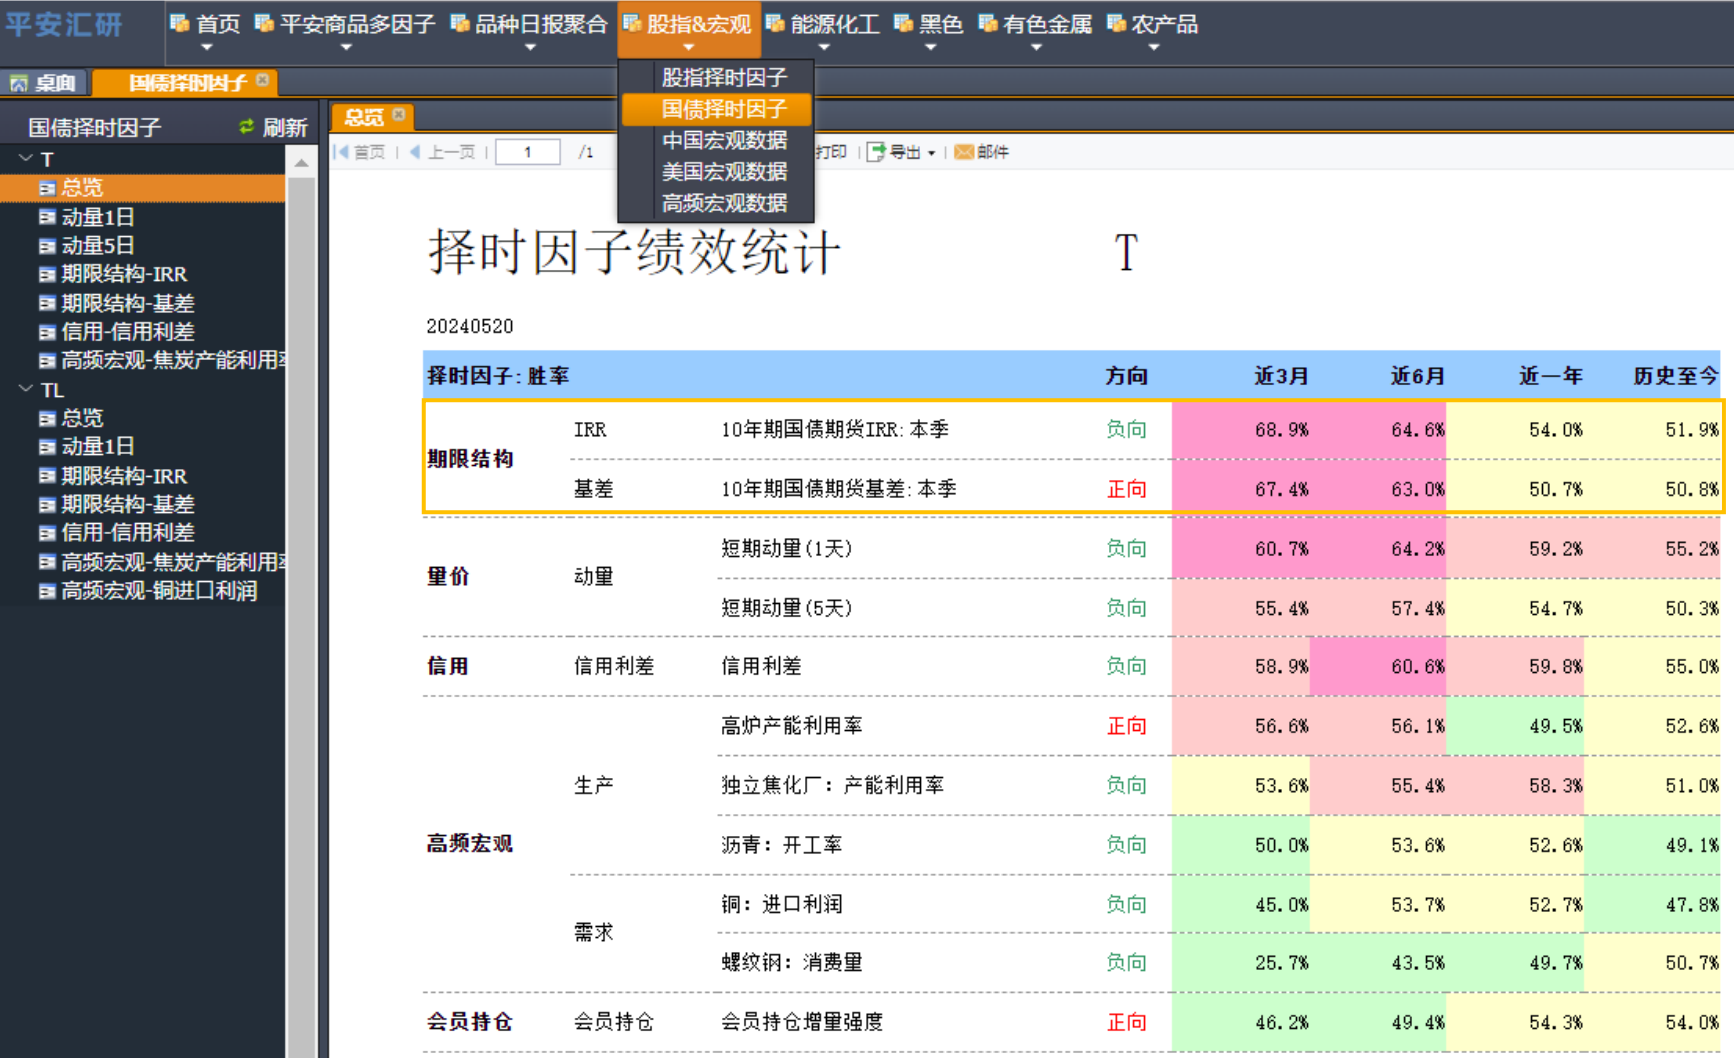 平安汇研
首页 平安商品多因子 品种日报聚合 股指&宏观 能源化工 黑色 有色金属 农产品
桌面 国债择时因子
股指择时因子
国债择时因子
中国宏观数据
美国宏观数据
高频宏观数据
国债择时因子 刷新
T
总览
动量1日
动量5日
期限结构-IRR
期限结构-基差
信用-信用利差
高频宏观-焦炭产能利用率
TL
总览
动量1日
期限结构-IRR
期限结构-基差
信用-信用利差
高频宏观-焦炭产能利用率
高频宏观-铜进口利润
总览
首页 上一页 1 /1 打印 导出 邮件
择时因子绩效统计 T
20240520
择时因子:胜率 方向 近3月 近6月 近一年 历史至今
期限结构 IRR 10年期国债期货IRR:本季 负向 68.9% 64.6% 54.0% 51.9%
基差 10年期国债期货基差:本季 正向 67.4% 63.0% 50.7% 50.8%
量价 动量 短期动量(1天) 负向 60.7% 64.2% 59.2% 55.2%
短期动量(5天) 负向 55.4% 57.4% 54.7% 50.3%
信用 信用利差 信用利差 负向 58.9% 60.6% 59.8% 55.0%
高频宏观 生产 高炉产能利用率 正向 56.6% 56.1% 49.5% 52.6%
独立焦化厂: 产能利用率 负向 53.6% 55.4% 58.3% 51.0%
沥青: 开工率 负向 50.0% 53.6% 52.6% 49.1%
需求 铜: 进口利润 负向 45.0% 53.7% 52.7% 47.8%
螺纹钢: 消费量 负向 25.7% 43.5% 49.7% 50.7%
会员持仓 会员持仓 会员持仓增量强度 正向 46.2% 49.4% 54.3% 54.0%